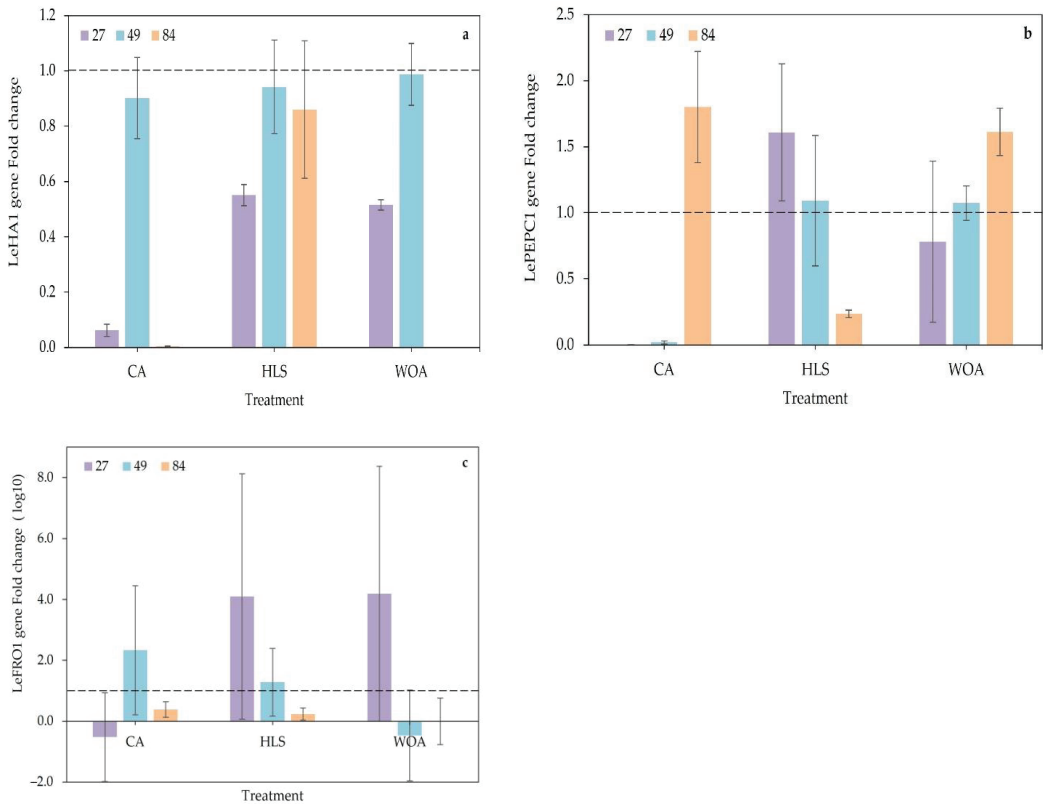 1.2
27 49 84
a
1.0
0.8
0.6
0.4
0.2
0.0
LeHA1 gene Fold change
CA HLS WOA
Treatment
2.5
27 49 84
b
2.0
1.5
1.0
0.5
0.0
LePEPC1 gene Fold change
CA HLS WOA
Treatment
27 49 84
c
8.0
6.0
4.0
2.0
0.0
−2.0
LeFRO1 gene Fold change ( log10)
CA HLS WOA
Treatment